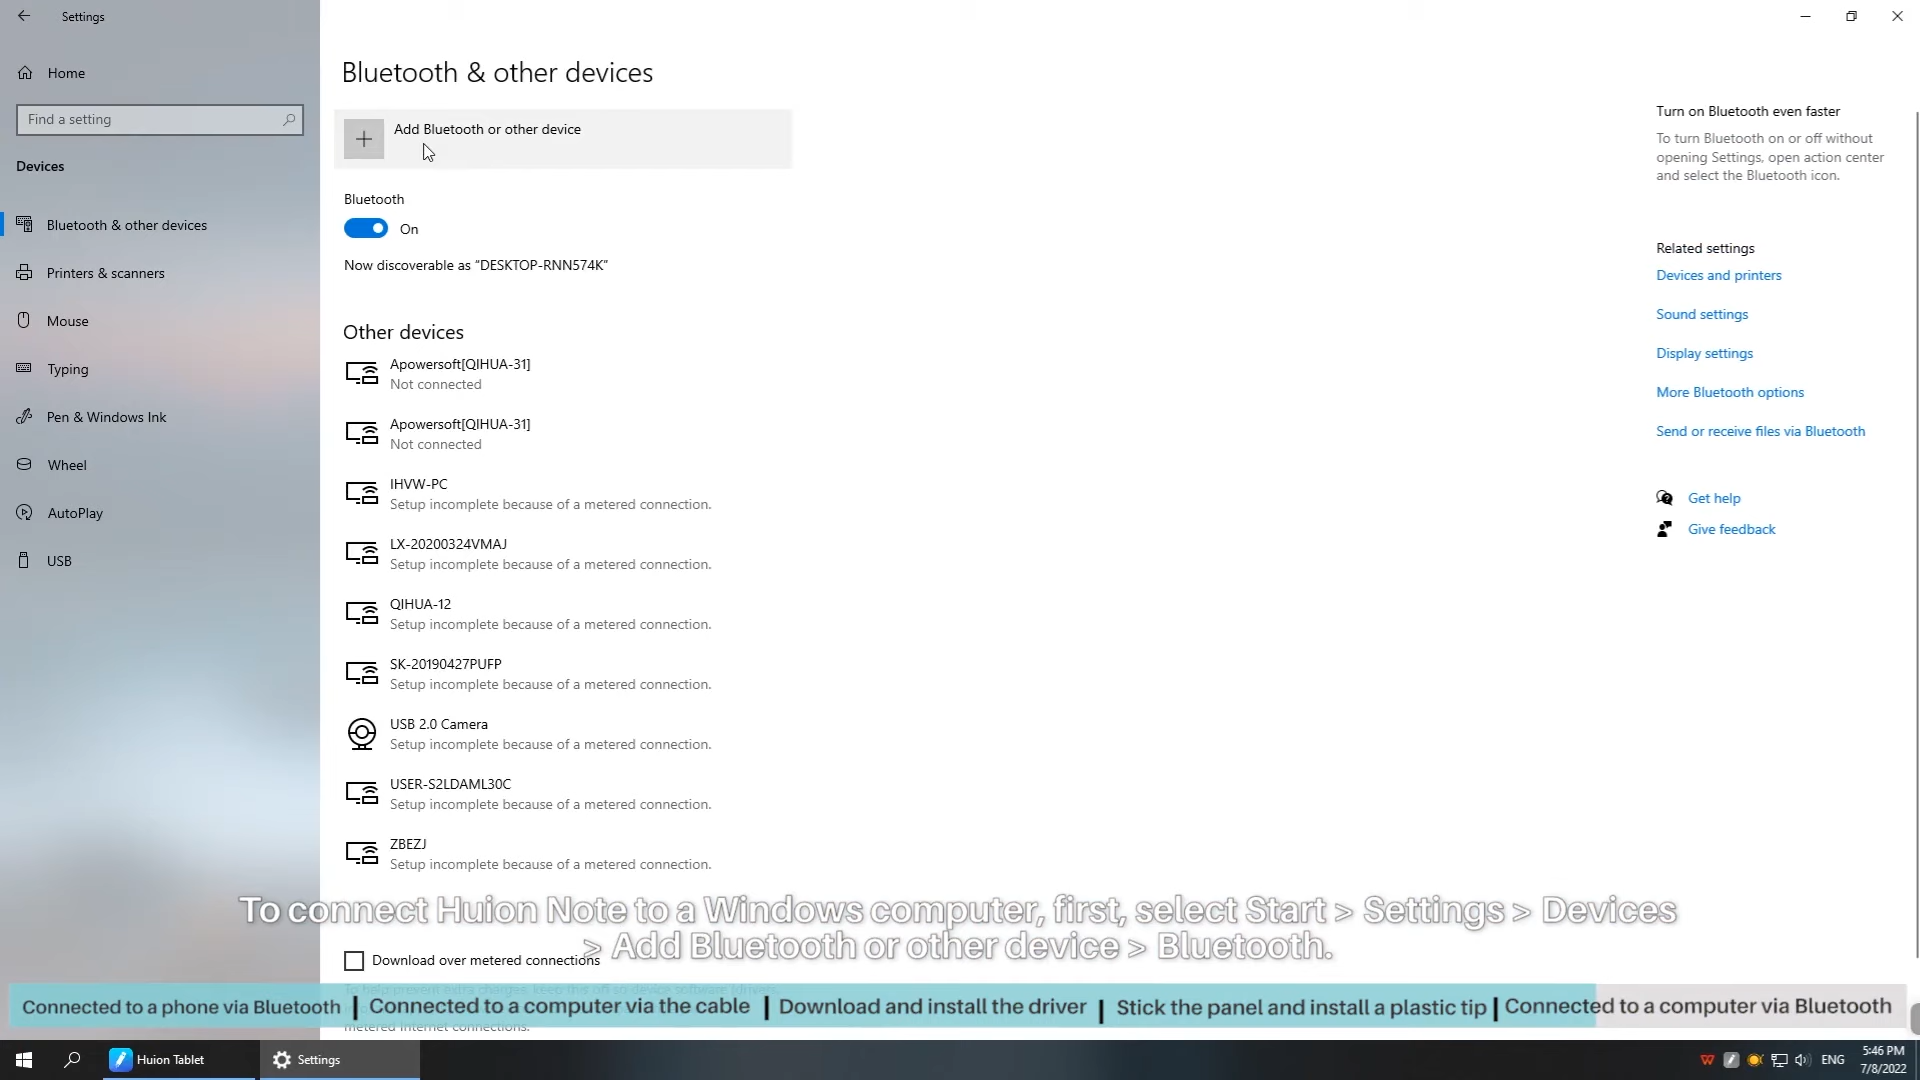 Settings
Home
Find a setting
Devices
Bluetooth & other devices
Printers & scanners
Mouse
Typing
Pen & Windows Ink
Wheel
AutoPlay
USB
Bluetooth & other devices
Add Bluetooth or other device
Bluetooth
On
Now discoverable as “DESKTOP-RNN574K”
Other devices
Apowersoft[QIHUA-31]
Not connected
Apowersoft[QIHUA-31]
Not connected
IHVW-PC
Setup incomplete because of a metered connection.
LX-20200324VMAJ
Setup incomplete because of a metered connection.
QIHUA-12
Setup incomplete because of a metered connection.
SK-20190427PUFP
Setup incomplete because of a metered connection.
USB 2.0 Camera
Setup incomplete because of a metered connection.
USER-S2LDAML30C
Setup incomplete because of a metered connection.
ZBEZJ
Setup incomplete because of a metered connection.
Download over metered connections
metered Internet connections.
Turn on Bluetooth even faster
To turn Bluetooth on or off without
opening Settings, open action center
and select the Bluetooth icon.
Related settings
Devices and printers
Sound settings
Display settings
More Bluetooth options
Send or receive files via Bluetooth
Get help
Give feedback
To connect Huion Note to a Windows computer, first, select Start > Settings > Devices
> Add Bluetooth or other device > Bluetooth.
Connected to a phone via Bluetooth | Connected to a computer via the cable | Download and install the driver | Stick the panel and install a plastic tip | Connected to a computer via Bluetooth
Huion Tablet
Settings
ENG
5:46 PM
7/8/2022